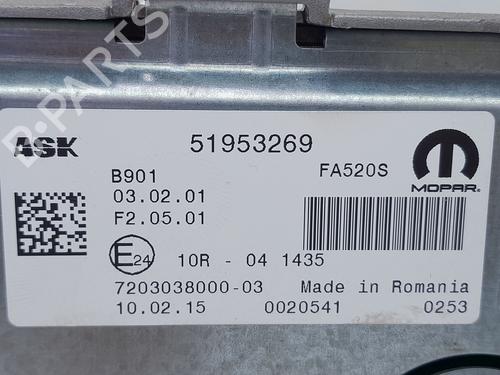 B-PARTS
ASK 51953269
B901 FA520S
03.02.01 MOPAR
F2.05.01
E24 10R - 04 1435
7203038000-03 Made in Romania
10.02.15 0020541 0253